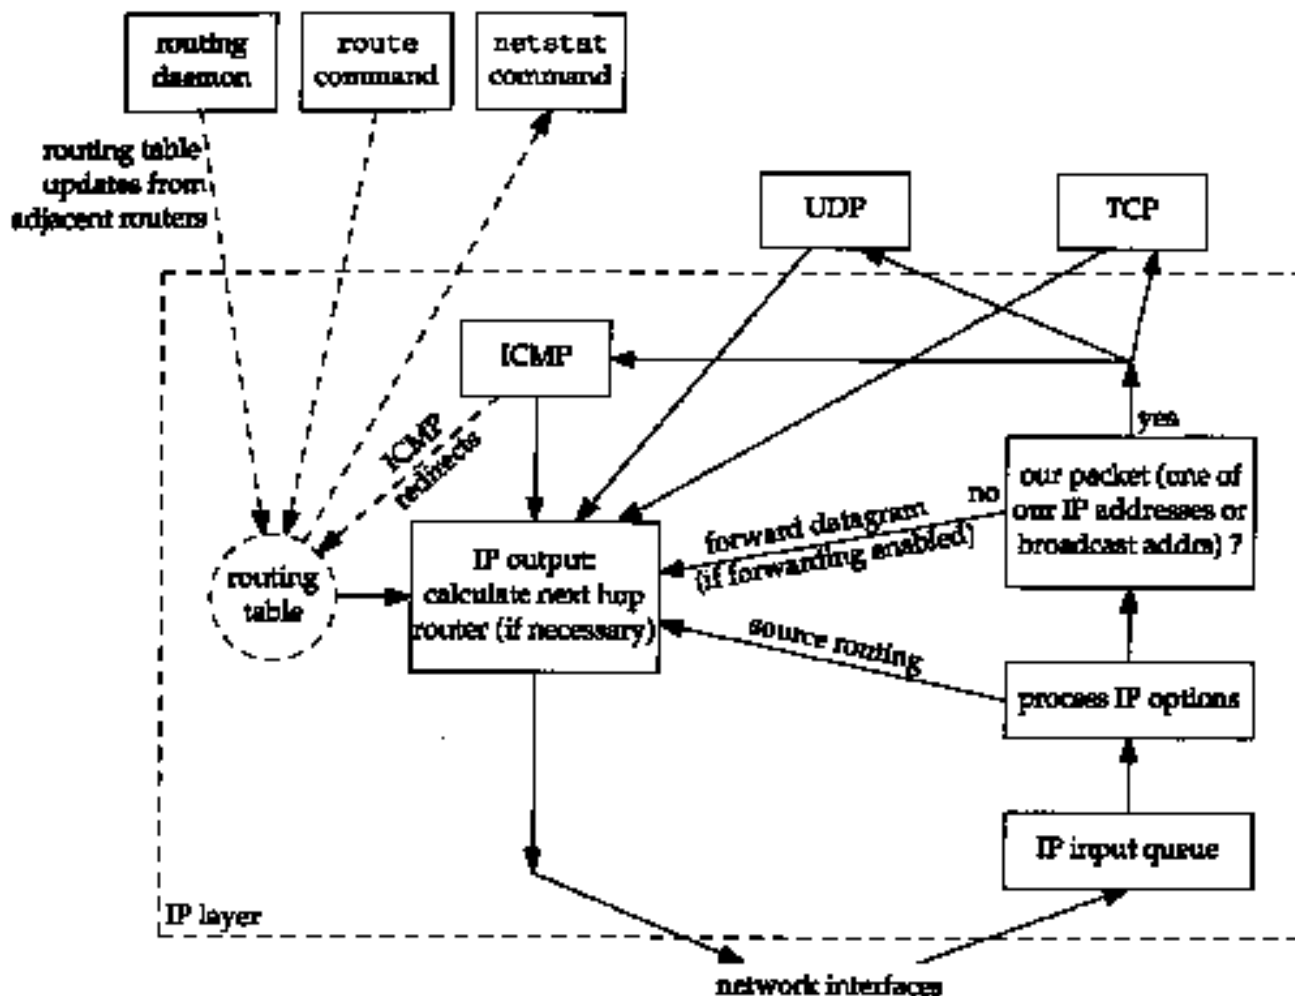 routing
daemon
route
command
netstat
command
routing table
updates from
adjacent routers
UDP
TCP
ICMP
ICMP
redirects
yes
our packet (one of
our IP addresses or
broadcast addrs) ?
no
forward datagram
(if forwarding enabled)
IP output:
calculate next hop
router (if necessary)
routing
table
source routing
process IP options
IP input queue
IP layer
network interfaces